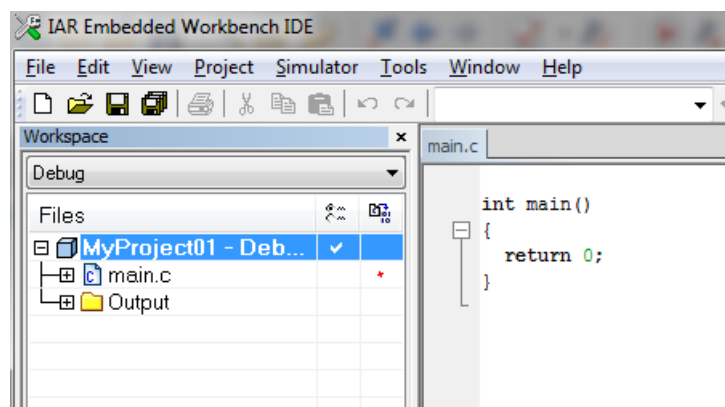 IAR Embedded Workbench IDE
File Edit View Project Simulator Tools Window Help
Workspace
main.c
Debug
Files
MyProject01 - Deb...
main.c
Output
int main()
{
return 0;
}